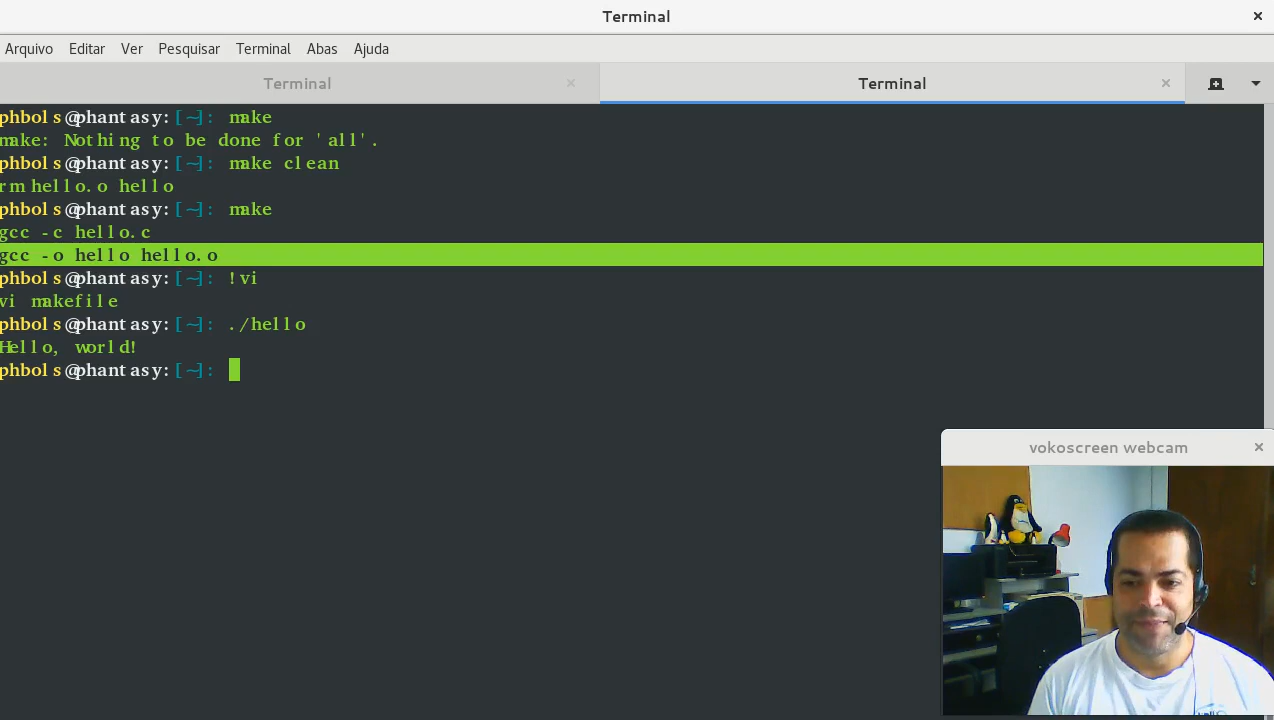 Terminal
Arquivo Editar Ver Pesquisar Terminal Abas Ajuda
Terminal Terminal
phbols@phantasy:[~]: make
make: Nothing to be done for 'all'.
phbols@phantasy:[~]: make clean
rm hello.o hello
phbols@phantasy:[~]: make
gcc -c hello.c
gcc -o hello hello.o
phbols@phantasy:[~]: !vi
vi makefile
phbols@phantasy:[~]: ./hello
Hello, world!
phbols@phantasy:[~]:
vokoscreen webcam